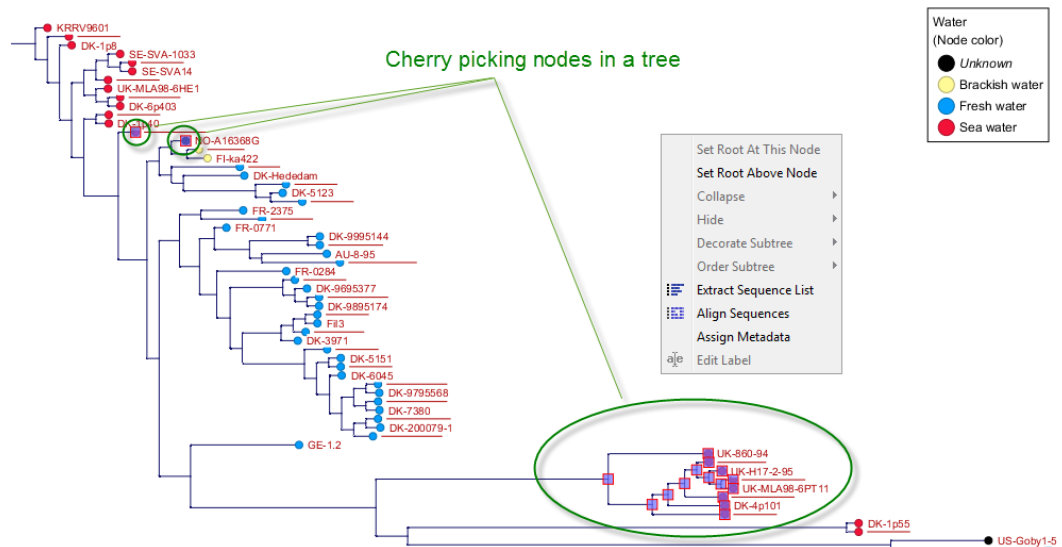 KRRV9601
DK-1p8
SE-SVA-1033
SE-SVA14
UK-MLA98-6HE1
DK-6p403
DK-1p40
NO-A16368G
FI-ka422
DK-Hededam
DK-5123
FR-2375
FR-0771
DK-9995144
AU-8-95
FR-0284
DK-9695377
DK-9895174
Fil3
DK-3971
DK-5151
DK-6045
DK-9795568
DK-7380
DK-200079-1
GE-1.2
UK-860-94
UK-H17-2-95
UK-MLA98-6PT11
DK-4p101
DK-1p55
US-Goby1-5
Cherry picking nodes in a tree
Set Root At This Node
Set Root Above Node
Collapse
Hide
Decorate Subtree
Order Subtree
Extract Sequence List
Align Sequences
Assign Metadata
Edit Label
Water
(Node color)
Unknown
Brackish water
Fresh water
Sea water